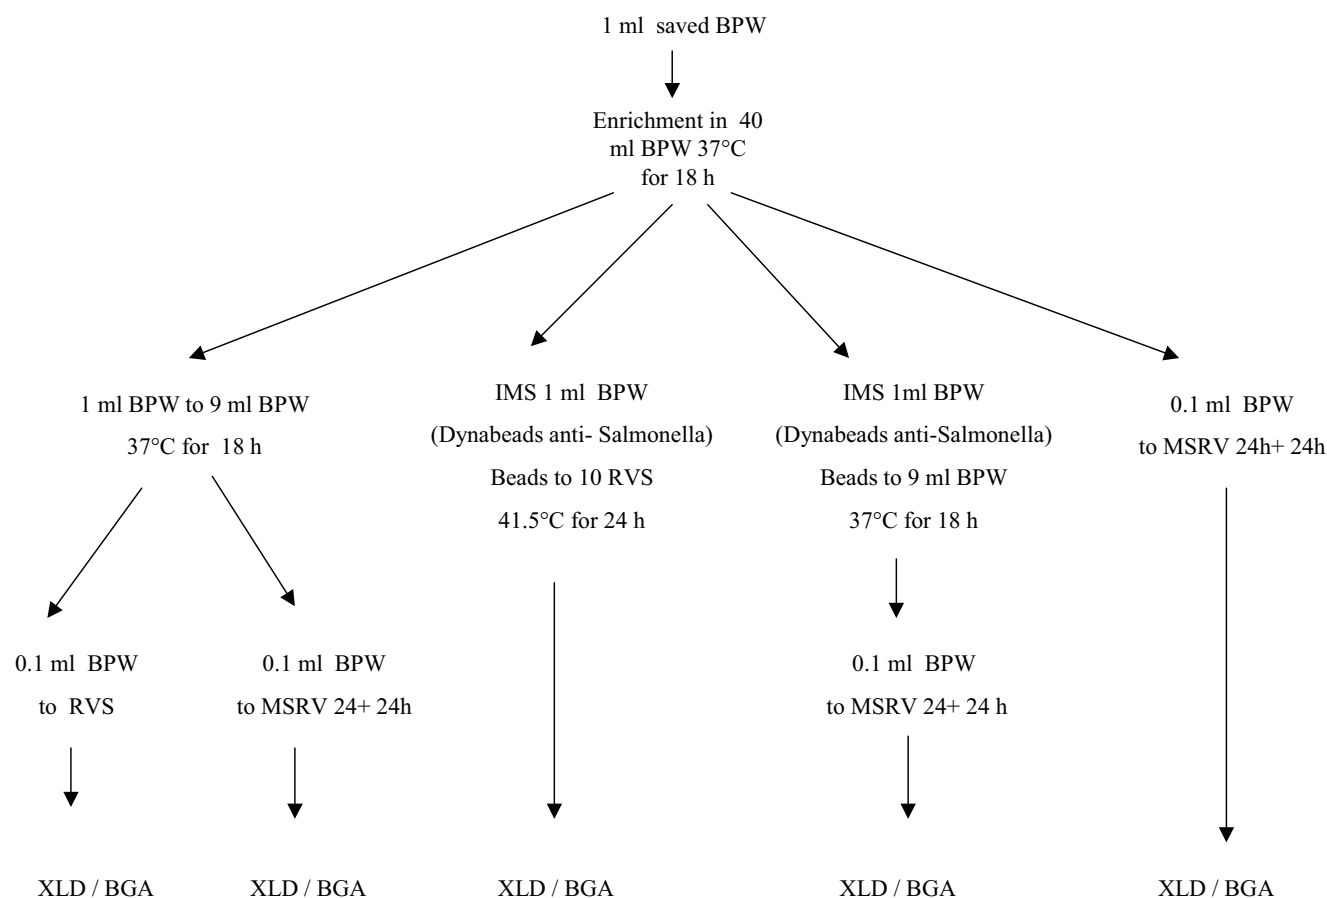 1 ml saved BPW
Enrichment in 40
ml BPW 37°C
for 18 h
1 ml BPW to 9 ml BPW
37°C for 18 h
IMS 1 ml BPW
(Dynabeads anti- Salmonella)
Beads to 10 RVS
41.5°C for 24 h
IMS 1ml BPW
(Dynabeads anti-Salmonella)
Beads to 9 ml BPW
37°C for 18 h
0.1 ml BPW
to MSRV 24h+ 24h
0.1 ml BPW
to RVS
0.1 ml BPW
to MSRV 24+ 24h
0.1 ml BPW
to MSRV 24+ 24 h
XLD / BGA
XLD / BGA
XLD / BGA
XLD / BGA
XLD / BGA